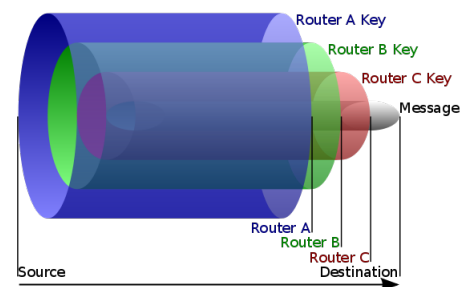 Router A Key
Router B Key
Router C Key
Message
Router A
Router B
Router C
Source
Destination